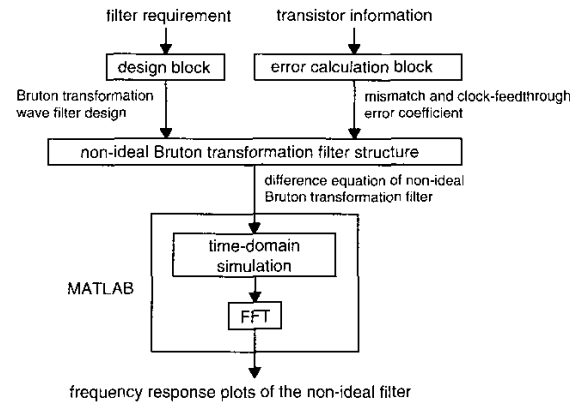 filter requirement
transistor information
design block
error calculation block
Bruton transformation
wave filter design
mismatch and clock-feedthrough
error coefficient
non-ideal Bruton transformation filter structure
difference equation of non-ideal
Bruton transformation filter
time-domain
simulation
MATLAB
FFT
frequency response plots of the non-ideal filter